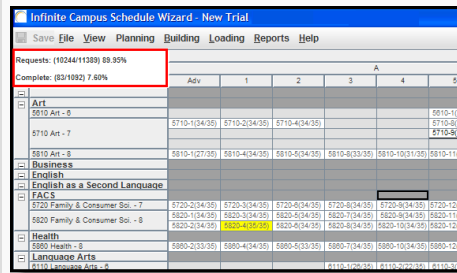 Infinite Campus Schedule Wizard - New Trial
Save File View Planning Building Loading Reports Help
Requests: (10244/11389) 89.95%
Complete: (83/1092) 7.60%
A
Adv 1 2 3 4 5
Art
5610 Art - 6 5610-1(
5710 Art - 7 5710-1(34/35) 5710-2(34/35) 5710-4(34/35) 5710-8(
5710-9(
5810 Art - 8 5810-1(27/35) 5810-4(34/35) 5810-5(34/35) 5810-8(33/35) 5810-10(31/35) 5810-11(
Business
English
English as a Second Language
FACS
5720 Family & Consumer Sci. - 7 5720-2(34/35) 5720-3(34/35) 5720-6(34/35) 5720-8(34/35) 5720-9(34/35) 5720-12(
5820 Family & Consumer Sci. - 8 5820-1(34/35) 5820-3(34/35) 5820-5(34/35) 5820-7(34/35) 5820-9(34/35) 5820-11(
5820-2(34/35) 5820-4(35/35) 5820-6(34/35) 5820-8(34/35) 5820-10(34/35) 5820-12(
Health
5860 Health - 8 5860-2(33/35) 5860-4(34/35) 5860-5(33/35) 5860-7(34/35) 5860-10(34/35) 5860-12(
Language Arts
6110 Language Arts - 6 6110-1(26/35) 6110-2(22/35) 6110-3(